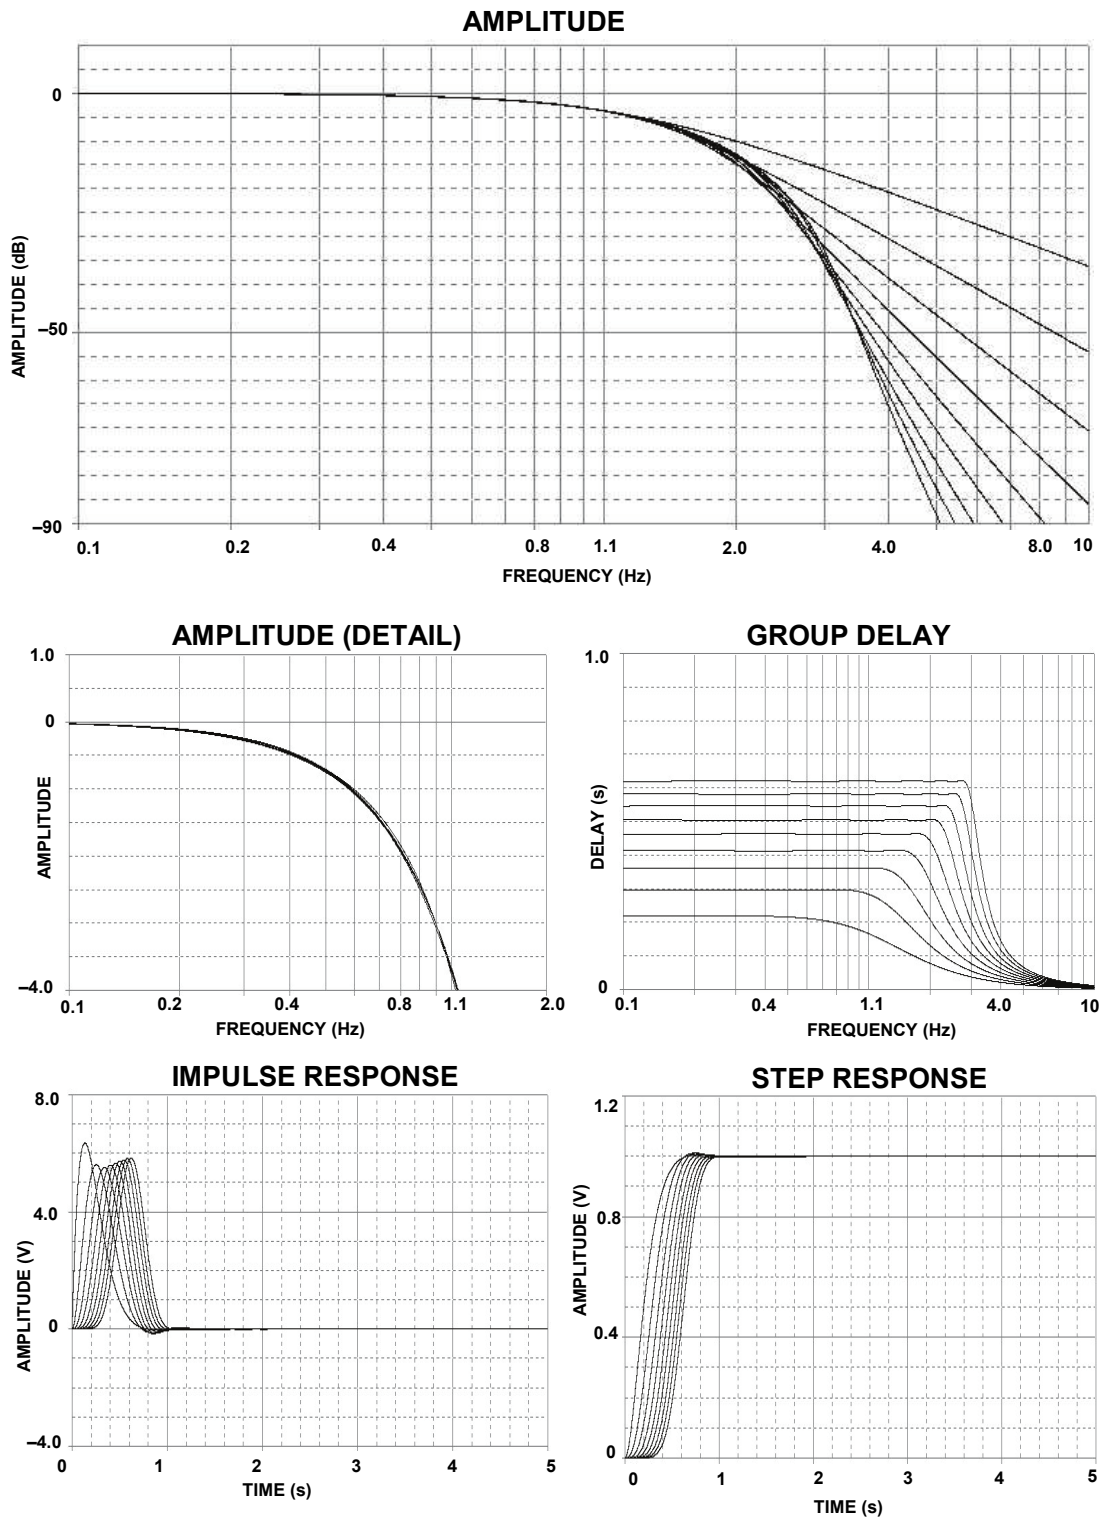 AMPLITUDE
0
–50
–90
AMPLITUDE (dB)
0.1 0.2 0.4 0.8 1.1 2.0 4.0 8.0 10
FREQUENCY (Hz)
AMPLITUDE (DETAIL)
1.0
0
–4.0
AMPLITUDE
0.1 0.2 0.4 0.8 1.1 2.0
FREQUENCY (Hz)
GROUP DELAY
1.0
0
DELAY (s)
0.1 0.4 1.1 4.0 10
FREQUENCY (Hz)
IMPULSE RESPONSE
8.0
4.0
0
–4.0
AMPLITUDE (V)
0 1 2 3 4 5
TIME (s)
STEP RESPONSE
1.2
0.8
0.4
0
AMPLITUDE (V)
0 1 2 3 4 5
TIME (s)